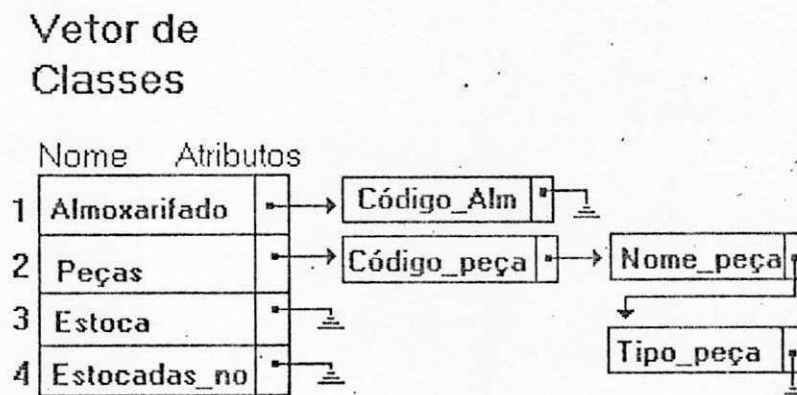 Vetor de
Classes
Nome Atributos
1 Almoxarifado Código_Alm
2 Peças Código_peça Nome_peça
3 Estoca
Tipo_peça
4 Estocadas_no